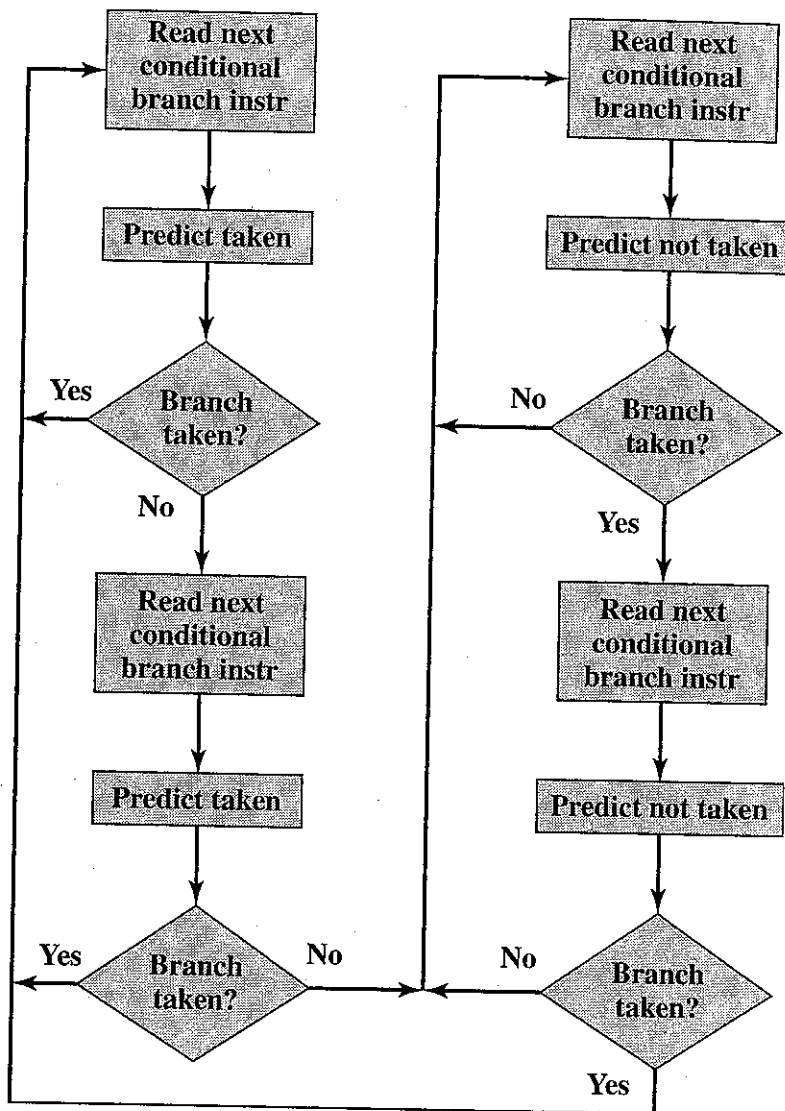 Read next
conditional
branch instr
Predict taken
Yes
Branch
taken?
No
Read next
conditional
branch instr
Predict taken
Yes
Branch
taken?
No
Read next
conditional
branch instr
Predict not taken
No
Branch
taken?
Yes
Read next
conditional
branch instr
Predict not taken
No
Branch
taken?
Yes